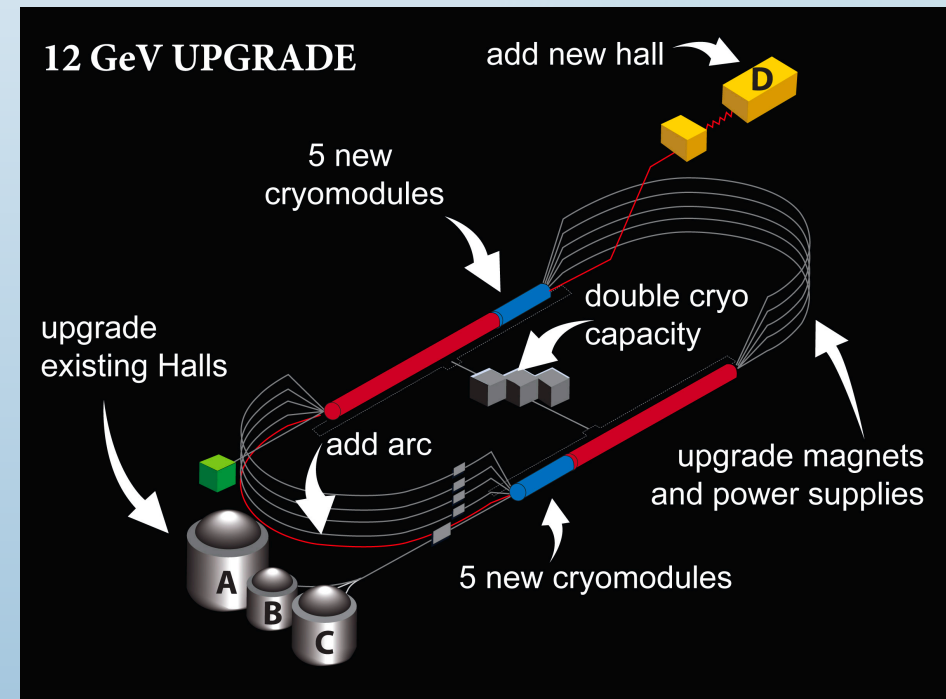 12 GeV UPGRADE
add new hall
D
5 new
cryomodules
double cryo
capacity
upgrade
existing Halls
add arc
upgrade magnets
and power supplies
5 new cryomodules
A
B
C